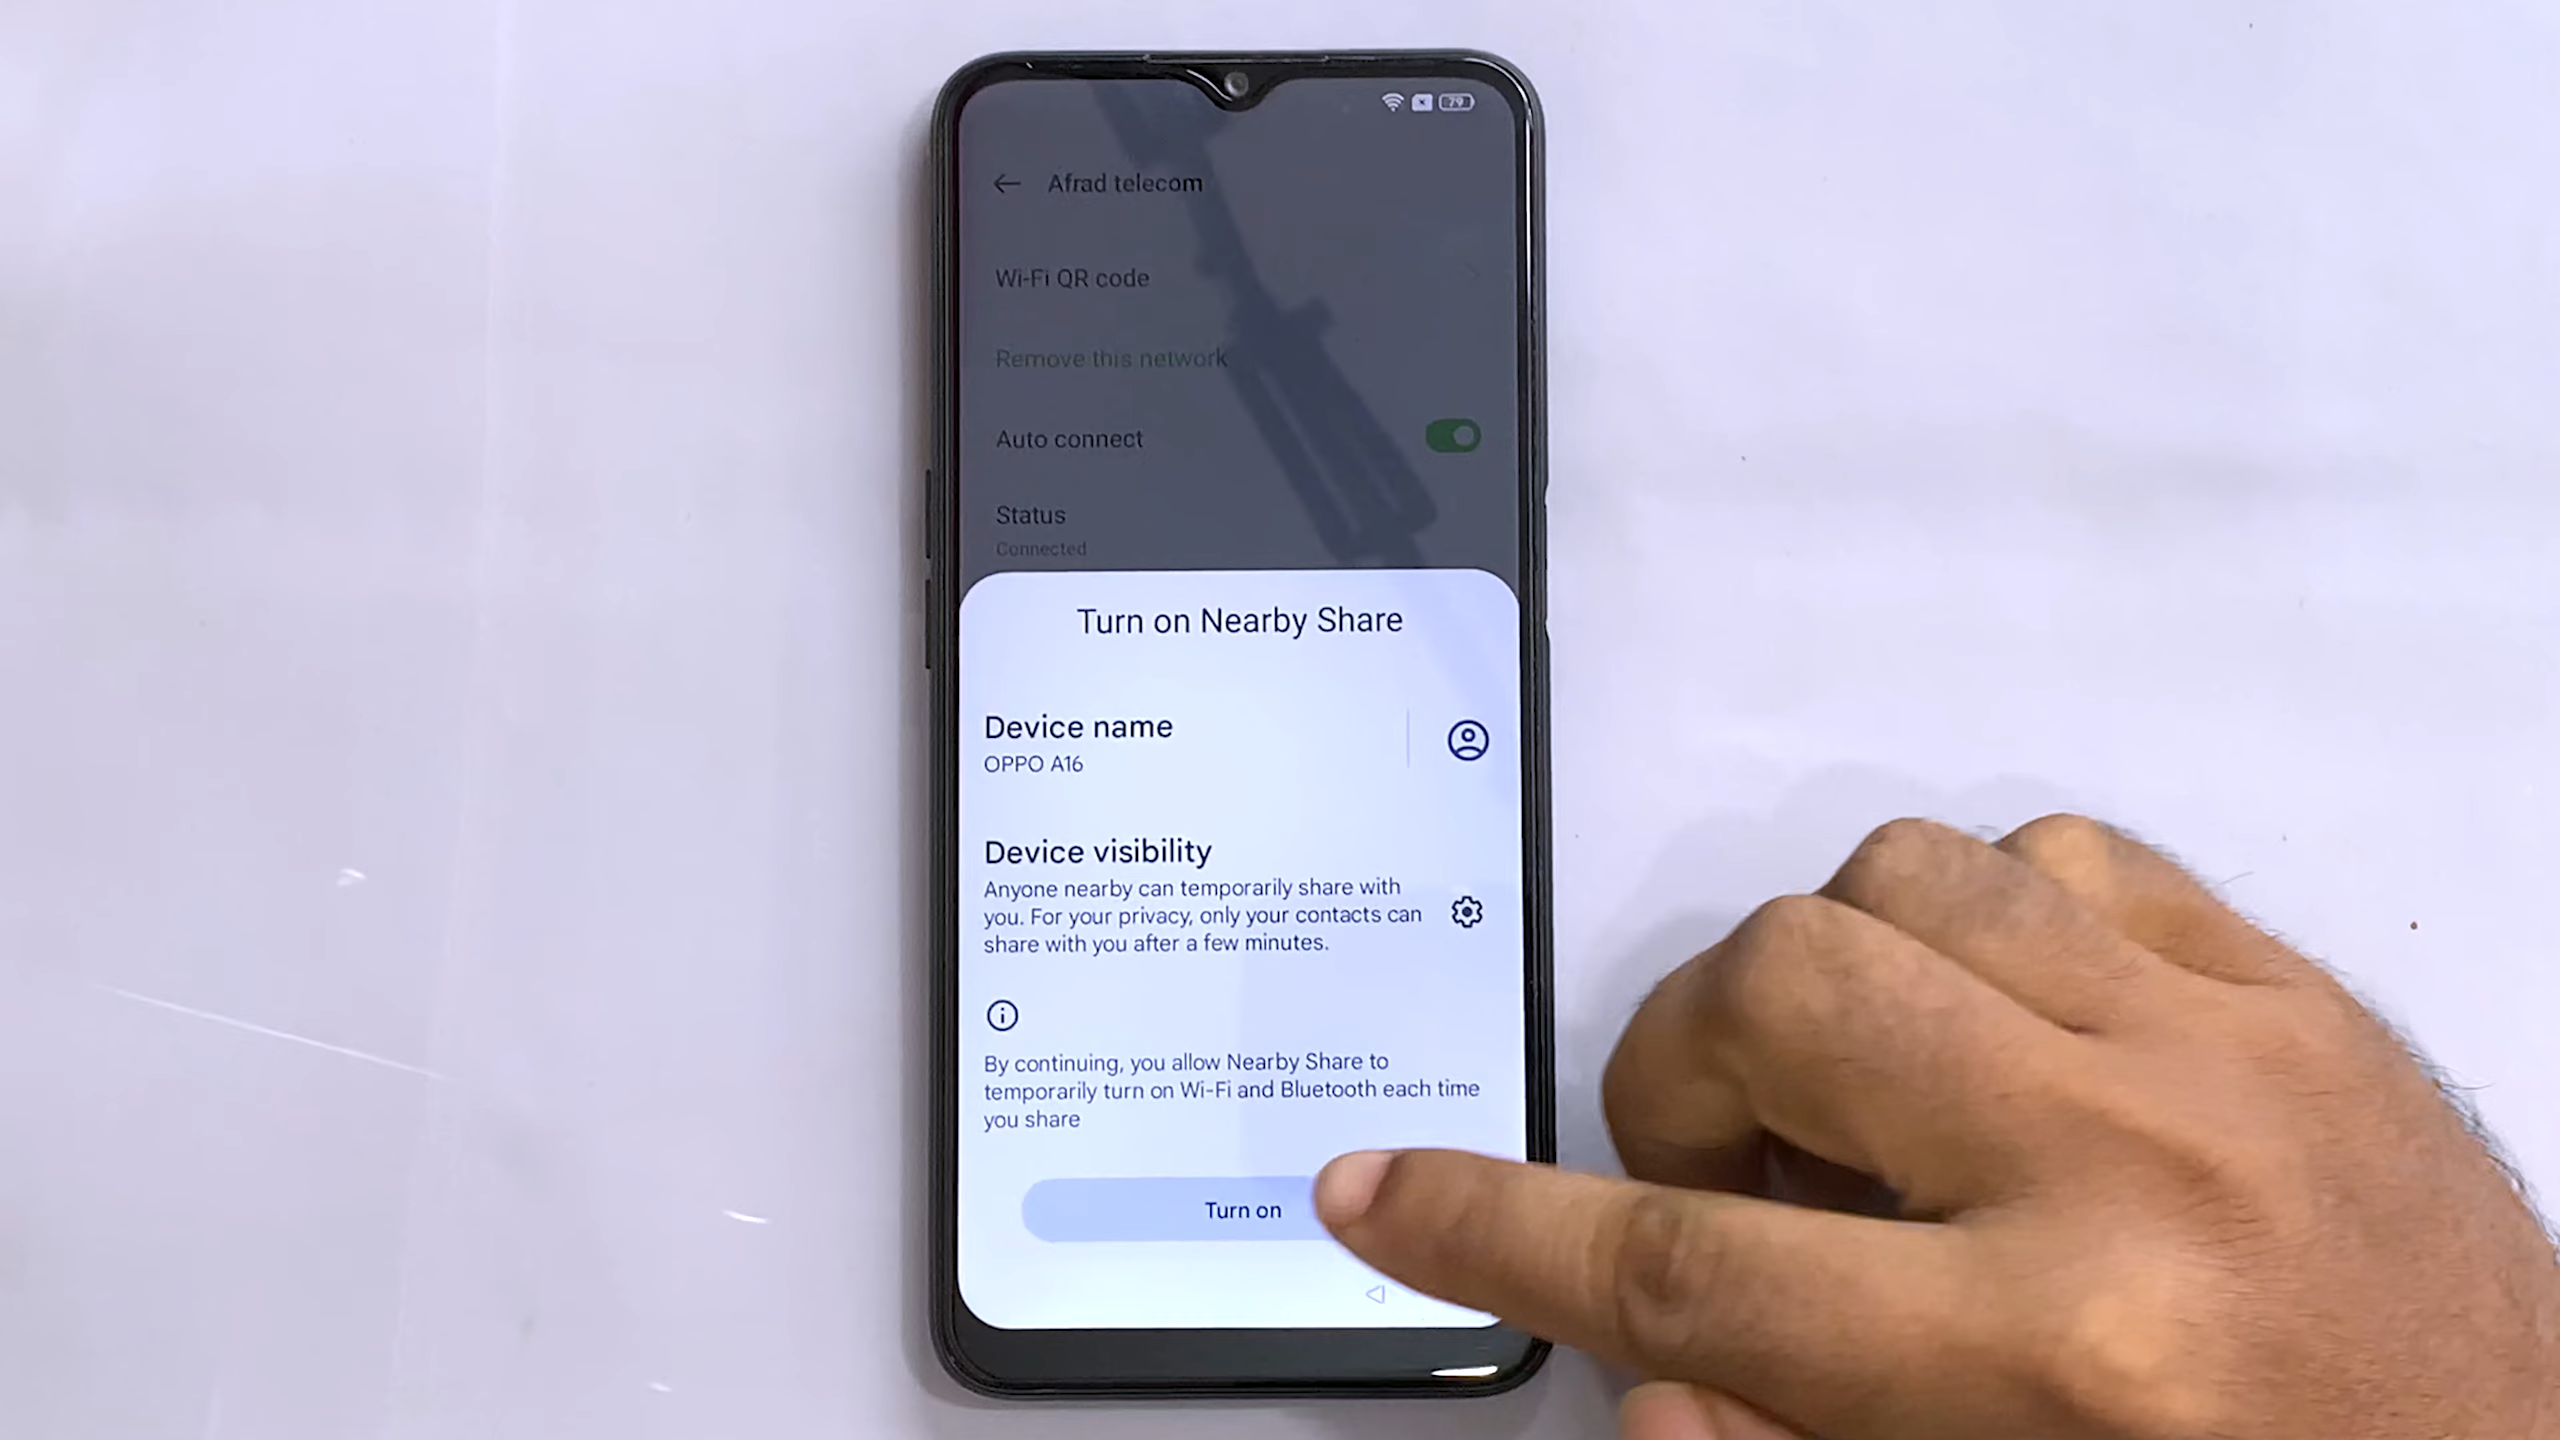 79
Afrad telecom
Wi-Fi QR code
Remove this network
Auto connect
Status
Connected
Turn on Nearby Share
Device name
OPPO A16
Device visibility
Anyone nearby can temporarily share with
you. For your privacy, only your contacts can
share with you after a few minutes.
By continuing, you allow Nearby Share to
temporarily turn on Wi-Fi and Bluetooth each time
you share
Turn on